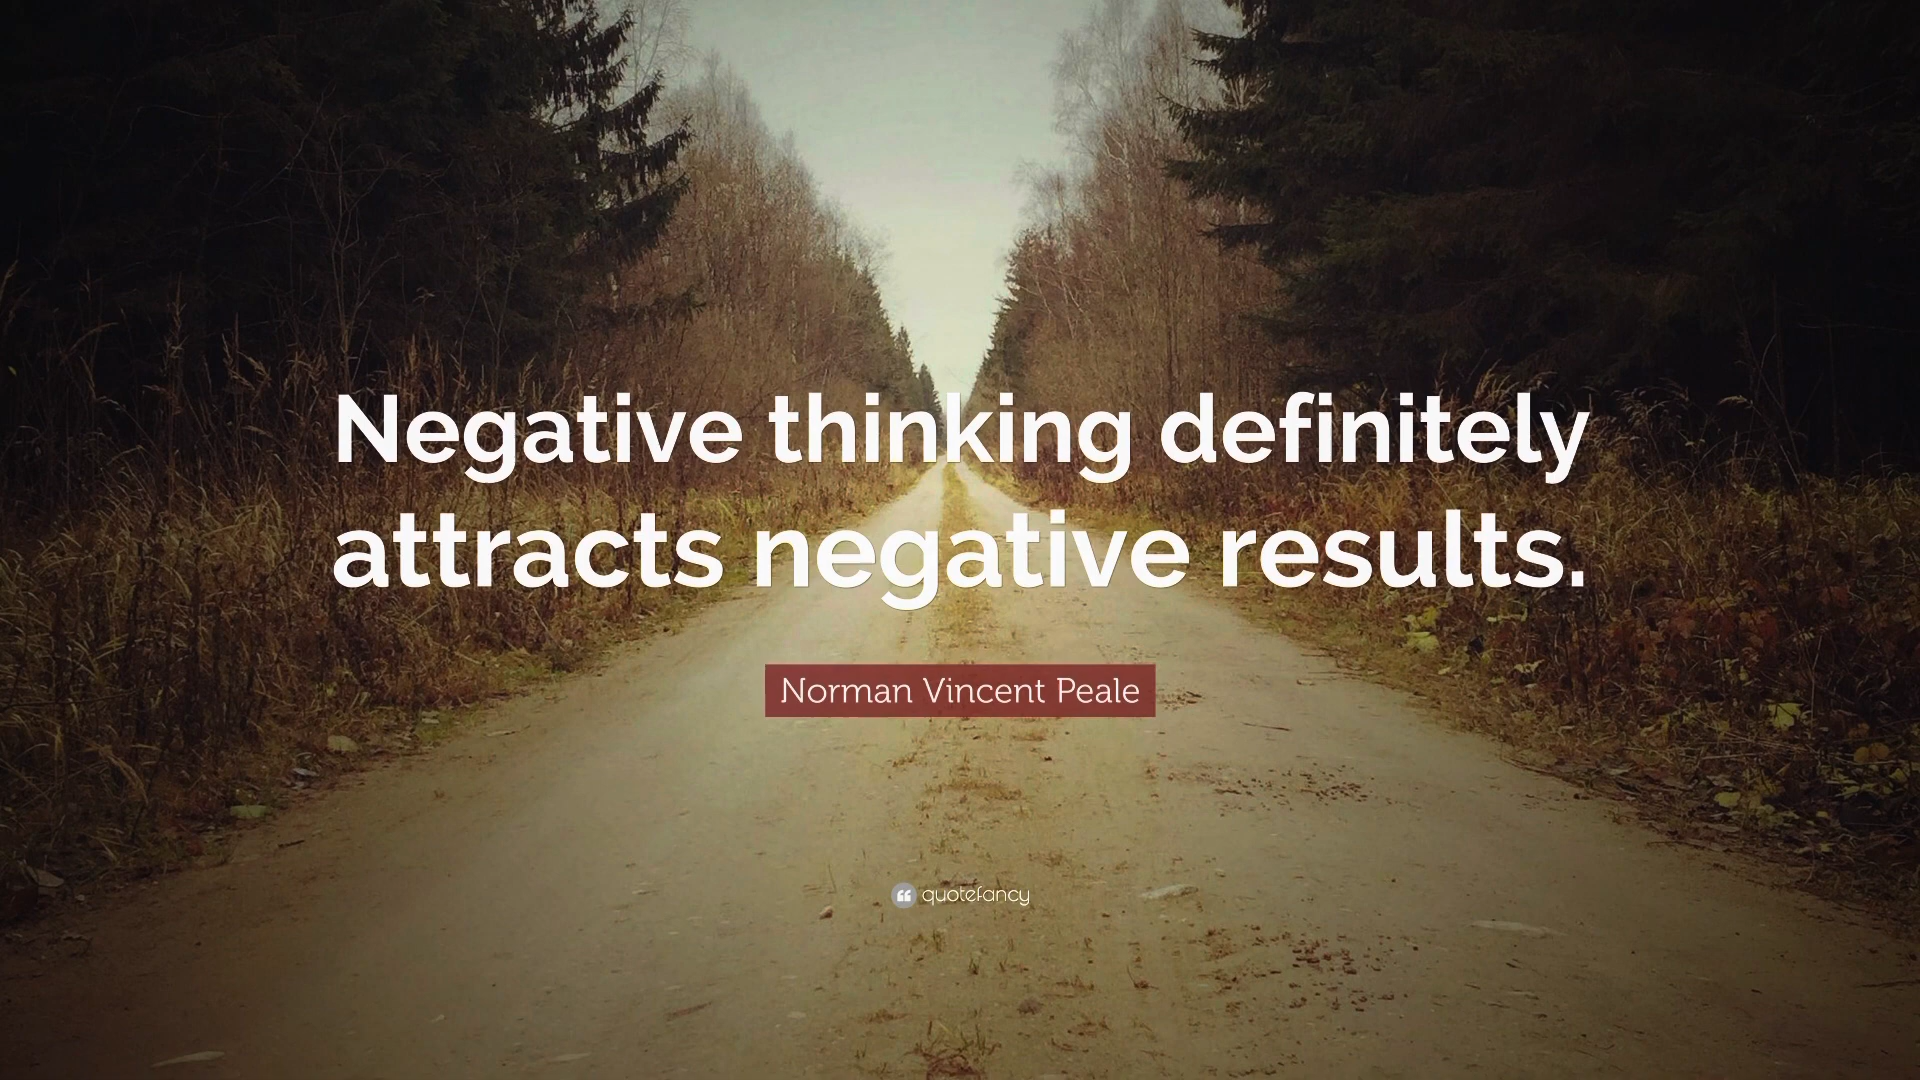 Negative thinking definitely
attracts negative results.
Norman Vincent Peale
quotefancy